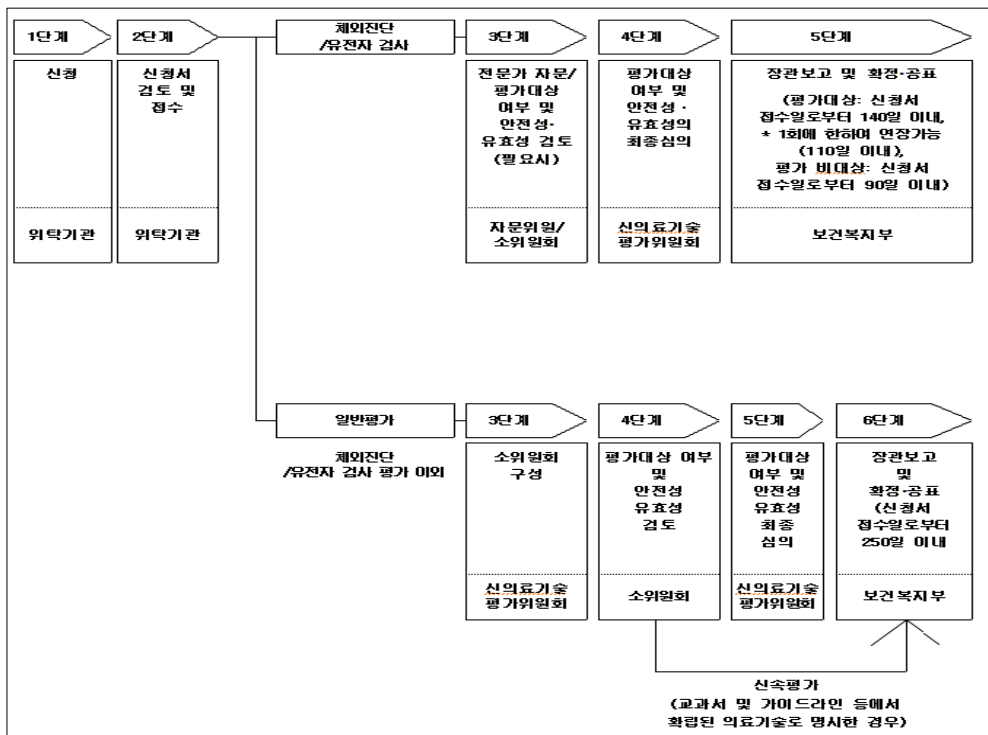 1단계
2단계
체외진단
/유전자 검사
3단계
4단계
5단계
신청
신청서
검토 및
접수
전문가 자문/
평가대상
여부 및
안전성·
유효성 검토
(필요시)
평가대상
여부 및
안전성·
유효성의
최종심의
장관보고 및 확정·공표
(평가대상: 신청서
접수일로부터 140일 이내,
* 1회에 한하여 연장가능
(110일 이내),
평가 비대상: 신청서
접수일로부터 90일 이내)
위탁기관
위탁기관
자문위원/
소위원회
신의료기술
평가위원회
보건복지부
일반평가
3단계
4단계
5단계
6단계
체외진단
/유전자 검사 평가 이외
소위원회
구성
평가대상 여부
및
안전성
유효성
검토
평가대상
여부 및
안전성
유효성
최종
심의
장관보고
및
확정·공표
(신청서
접수일로부터
250일 이내
신의료기술
평가위원회
소위원회
신의료기술
평가위원회
보건복지부
신속평가
(교과서 및 가이드라인 등에서
확립된 의료기술로 명시한 경우)